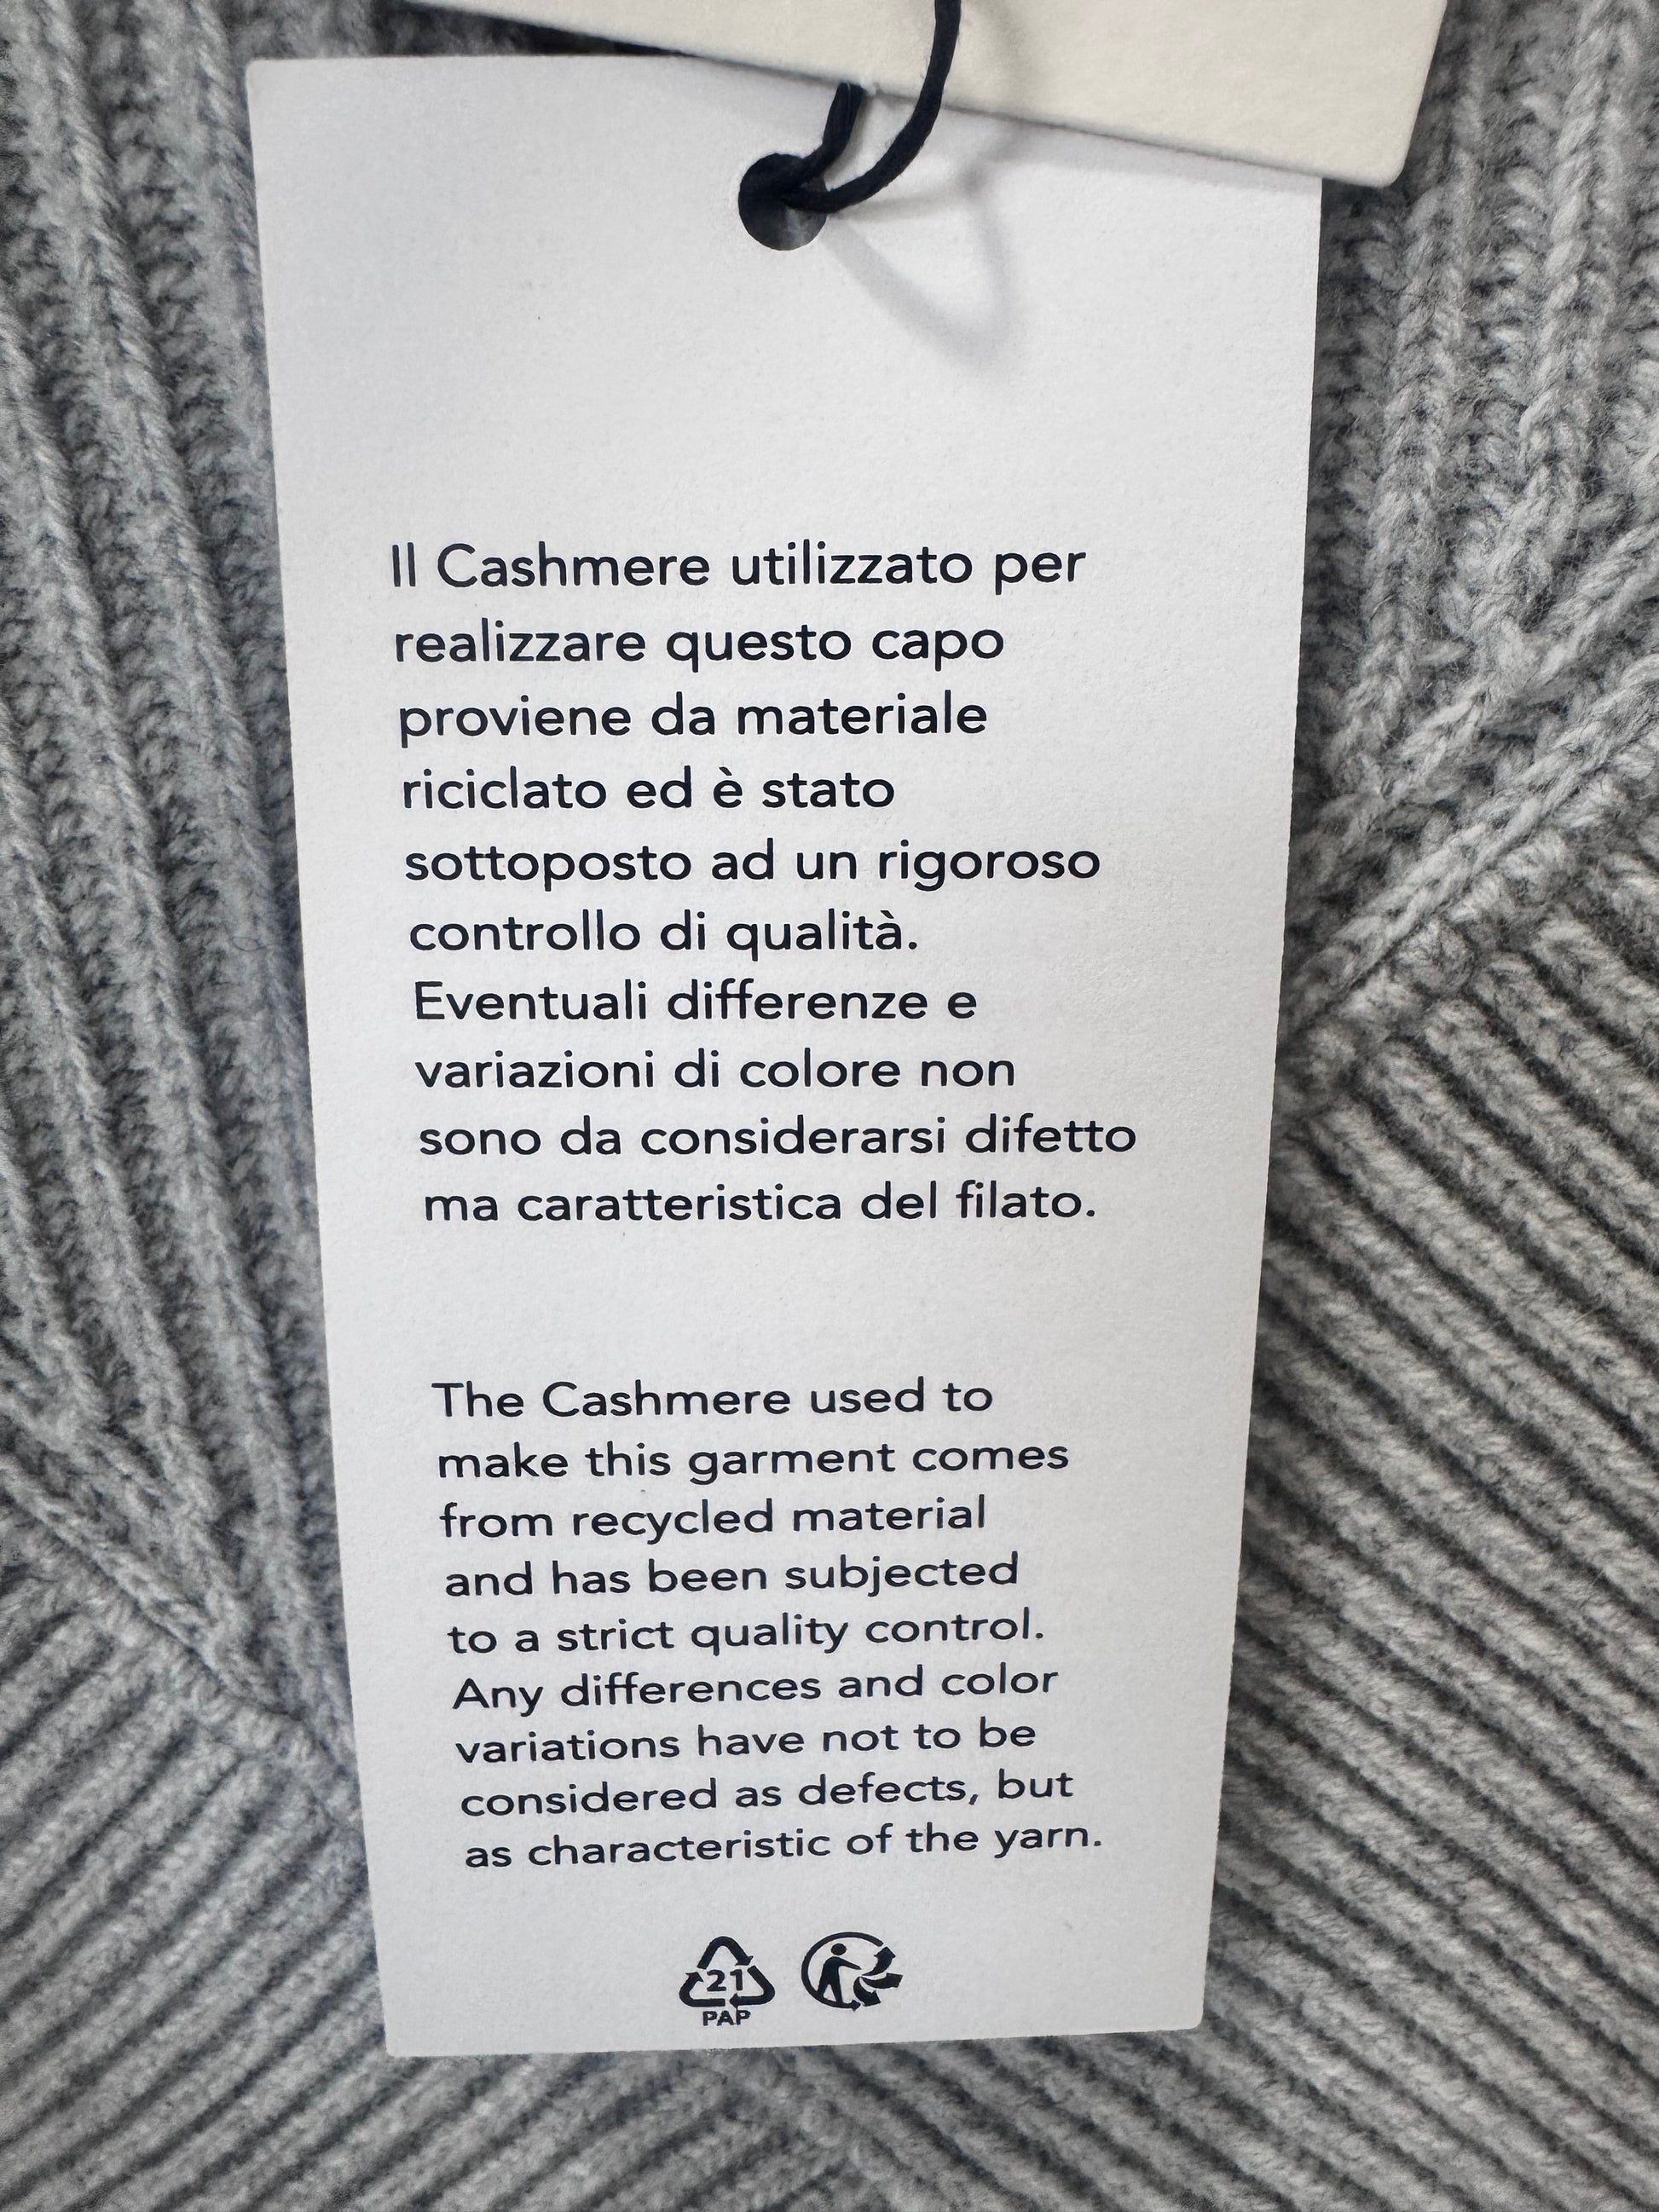 Il Cashmere utilizzato per
realizzare questo capo
proviene da materiale
riciclato ed è stato
sottoposto ad un rigoroso
controllo di qualità.
Eventuali differenze e
variazioni di colore non
sono da considerarsi difetto
ma caratteristica del filato.
The Cashmere used to
make this garment comes
from recycled material
and has been subjected
to a strict quality control.
Any differences and color
variations have not to be
considered as defects, but
as characteristic of the yarn.
21
PAP